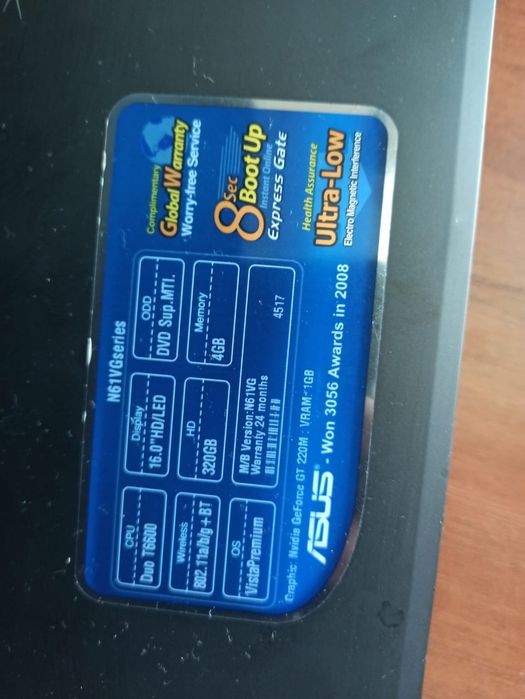 N61VGseries
CPU
Duo T6600
Display
16.0"HD/LED
ODD
DVD Sup.MTI.
Wireless
802.11a/b/g+BT
HD
320GB
Memory
4GB
OS
VistaPremium
M/B Version:N61VG
Warranty 24 months
4517
Graphic: Nvidia GeForce GT 220M ; VRAM: 1GB
ASUS® - Won 3056 Awards in 2008
Complimentary
Global Warranty
Worry-free Service
8 Sec
Boot Up
Instant Online
Express Gate
Health Assurance
Ultra-Low
Electro Magnetic Interference